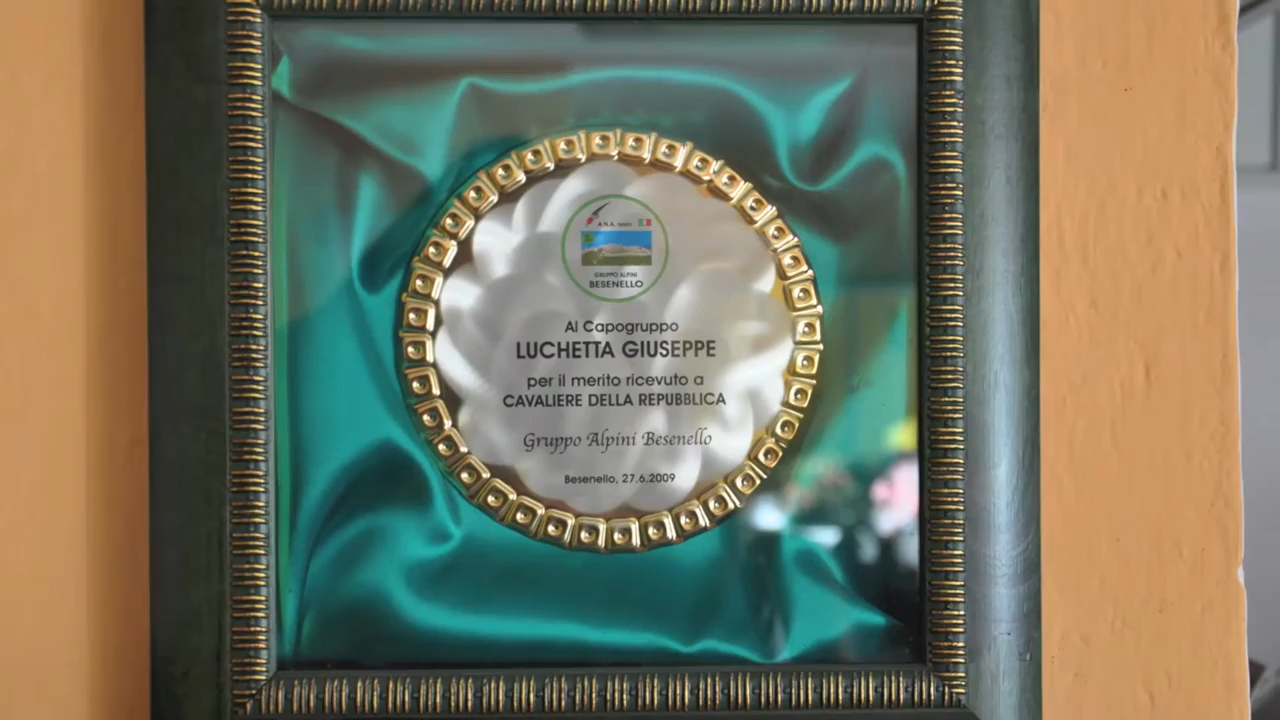 A.N.A.
GRUPPO ALPINI
BESENELLO
Al Capogruppo
LUCHETTA GIUSEPPE
per il merito ricevuto a
CAVALIERE DELLA REPUBBLICA
Gruppo Alpini Besenello
Besenello, 27.6.2009